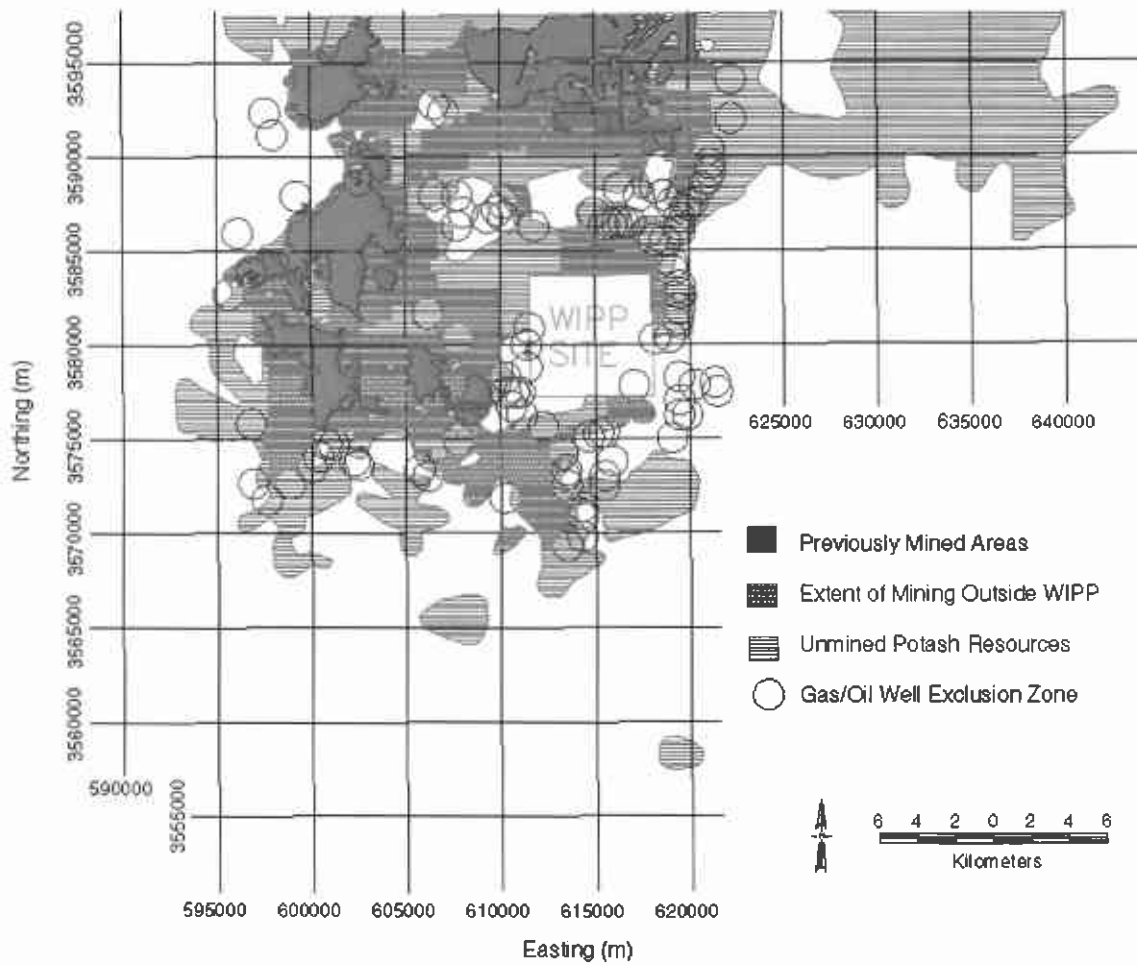 3595000
3590000
3585000
3580000
3575000
3570000
3565000
3560000
3555000
Northing (m)
WIPP
SITE
625000 630000 635000 640000
Previously Mined Areas
Extent of Mining Outside WIPP
Unmined Potash Resources
Gas/Oil Well Exclusion Zone
590000
6 4 2 0 2 4 6
Kilometers
595000 600000 605000 610000 615000 620000
Easting (m)